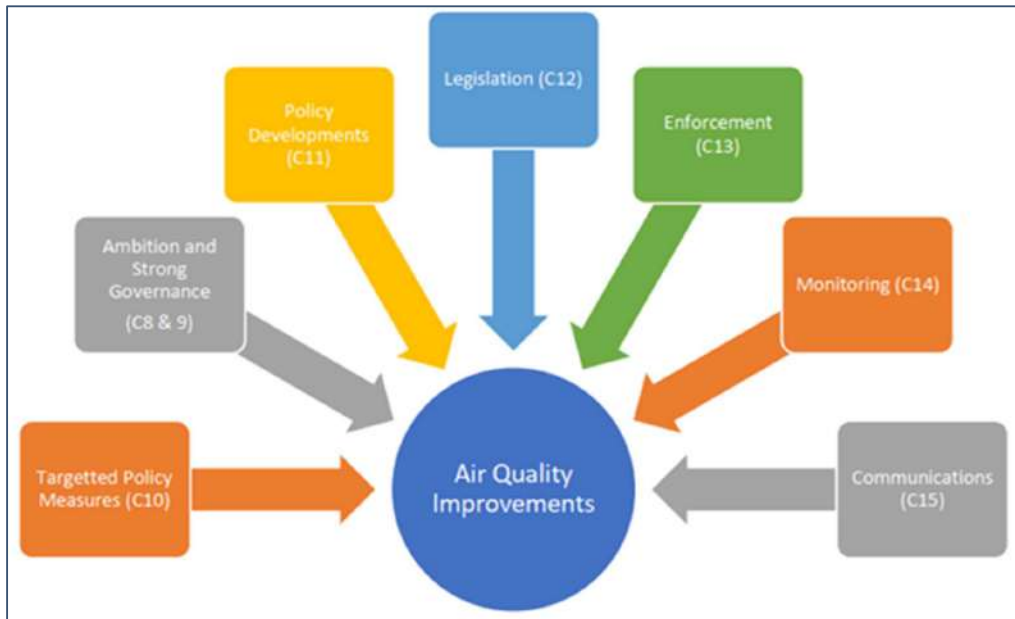 Legislation (C12)
Policy
Developments
(C11)
Enforcement
(C13)
Ambition and
Strong
Governance
(C8 & 9)
Monitoring (C14)
Targetted Policy
Measures (C10)
Air Quality
Improvements
Communications
(C15)